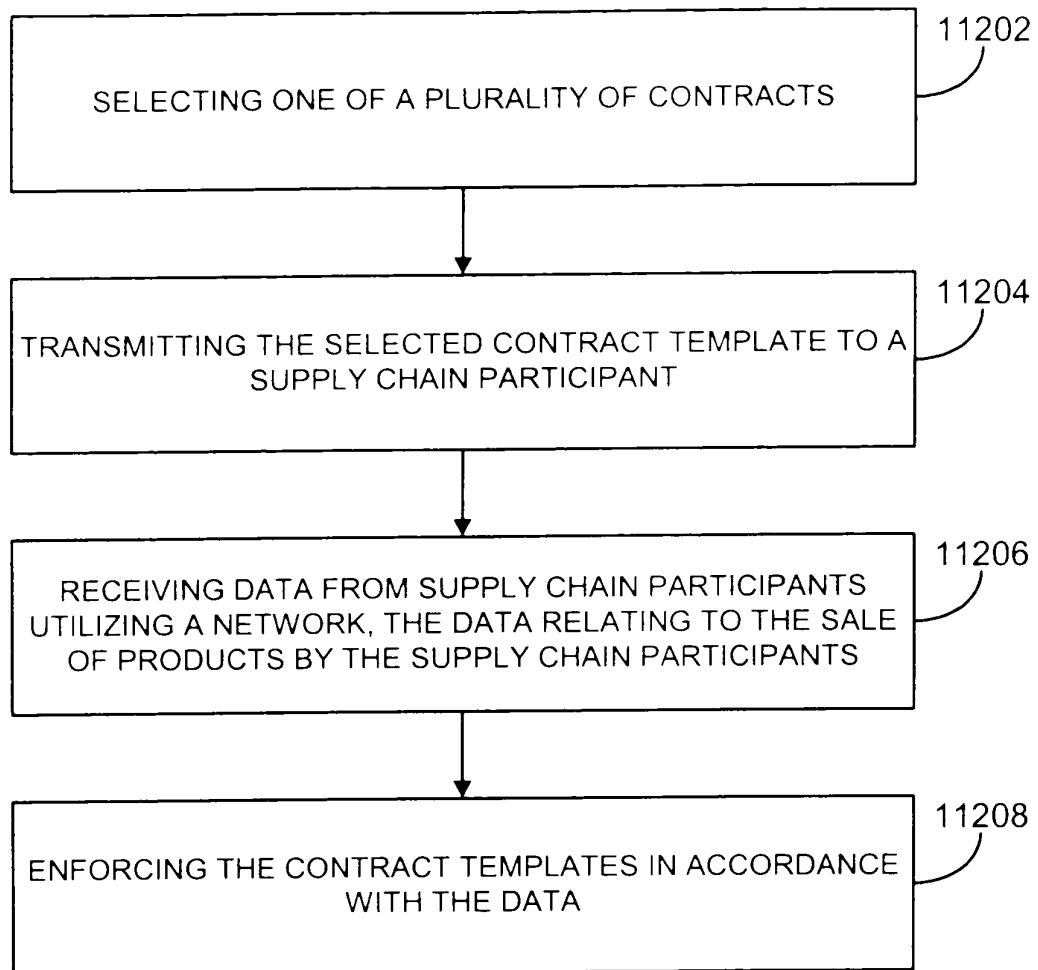 11202
SELECTING ONE OF A PLURALITY OF CONTRACTS
11204
TRANSMITTING THE SELECTED CONTRACT TEMPLATE TO A
SUPPLY CHAIN PARTICIPANT
11206
RECEIVING DATA FROM SUPPLY CHAIN PARTICIPANTS
UTILIZING A NETWORK, THE DATA RELATING TO THE SALE
OF PRODUCTS BY THE SUPPLY CHAIN PARTICIPANTS
11208
ENFORCING THE CONTRACT TEMPLATES IN ACCORDANCE
WITH THE DATA